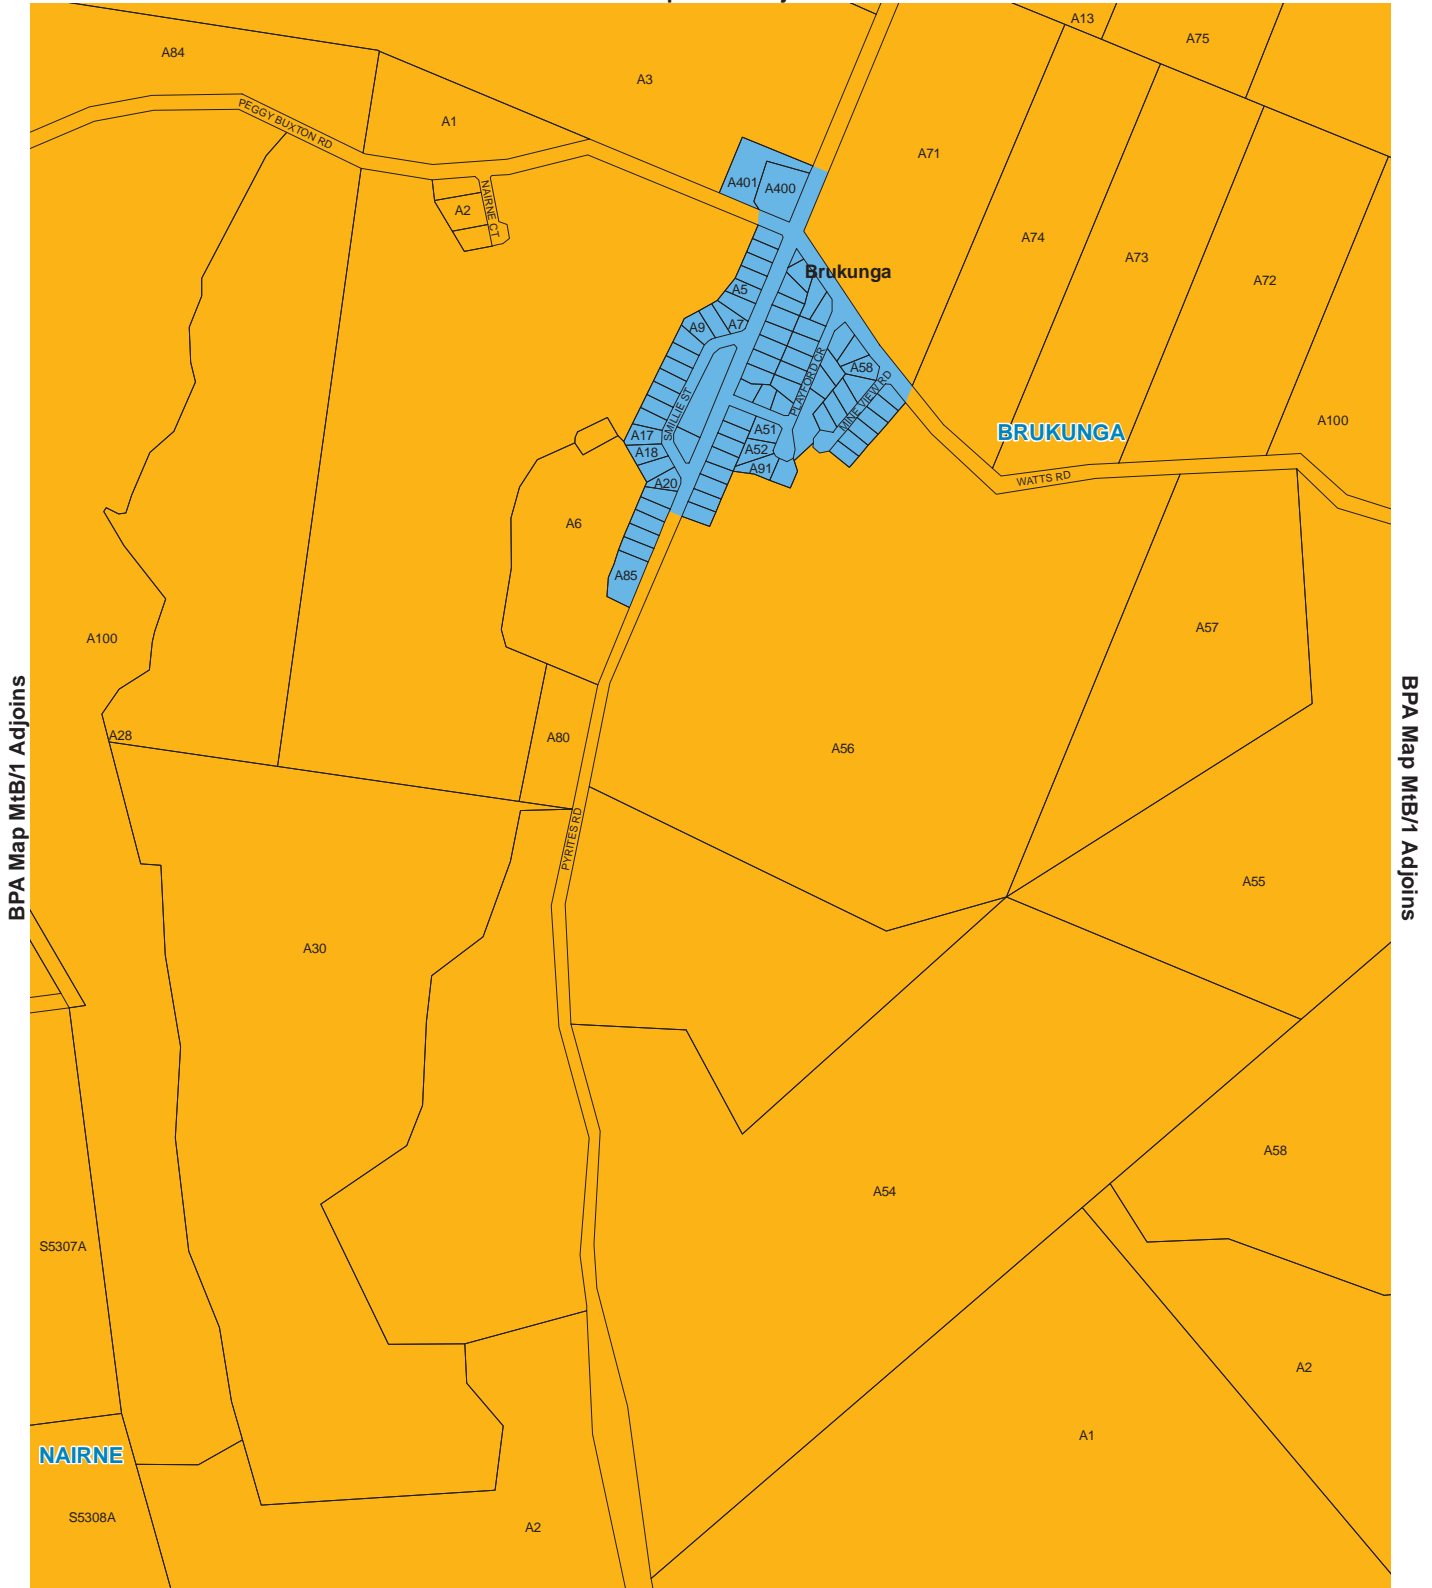 A13
A75
A84
A3
PEGGY BUXTON RD
A1
A71
A401
A400
NAIRNE CT
A2
A74
A73
A72
Brukunga
A5
A7
A9
PLAYFORD CR
A58
MINE VIEW RD
SMILLIE ST
A17
A51
A18
A52
A91
A20
BRUKUNGA
A100
WATTS RD
A6
A85
A57
A100
BPA Map MtB/1 Adjoins
BPA Map MtB/1 Adjoins
A28
A80
A56
PYRITES RD
A55
A30
A58
A54
S5307A
A2
A1
NAIRNE
S5308A
A2